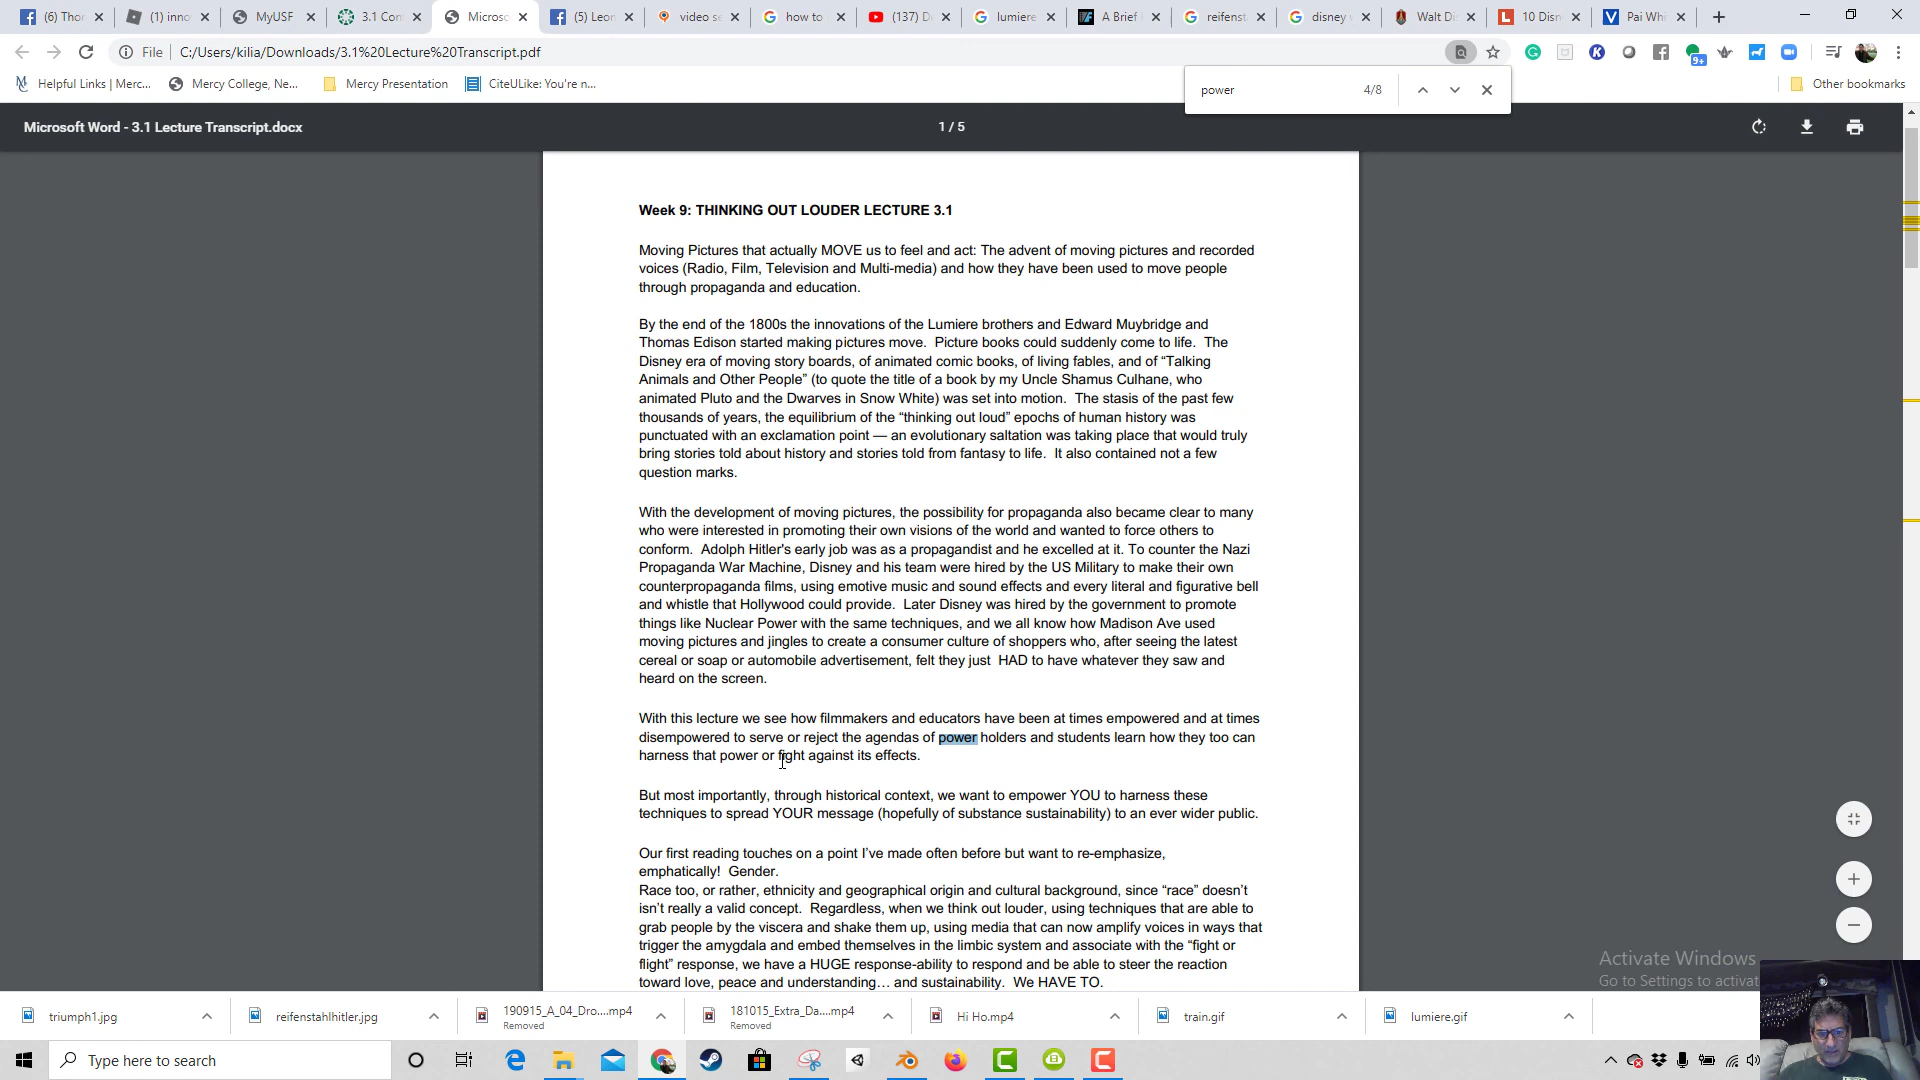 (6) Thor
(1) inno
MyUSF
3.1 Com
Microso
(5) Leon
video se
how to
(137) D
lumiere
A Brief
reifenst
disney v
Walt Di
10 Disn
Pai Whi
File C:/Users/kilia/Downloads/3.1%20Lecture%20Transcript.pdf
9+
Helpful Links | Merc...
Mercy College, Ne...
Mercy Presentation
CiteULike: You're n...
Other bookmarks
power 4/8
Microsoft Word - 3.1 Lecture Transcript.docx
1 / 5
Week 9: THINKING OUT LOUDER LECTURE 3.1
Moving Pictures that actually MOVE us to feel and act: The advent of moving pictures and recorded
voices (Radio, Film, Television and Multi-media) and how they have been used to move people
through propaganda and education.
By the end of the 1800s the innovations of the Lumiere brothers and Edward Muybridge and
Thomas Edison started making pictures move. Picture books could suddenly come to life. The
Disney era of moving story boards, of animated comic books, of living fables, and of “Talking
Animals and Other People” (to quote the title of a book by my Uncle Shamus Culhane, who
animated Pluto and the Dwarves in Snow White) was set into motion. The stasis of the past few
thousands of years, the equilibrium of the “thinking out loud” epochs of human history was
punctuated with an exclamation point — an evolutionary saltation was taking place that would truly
bring stories told about history and stories told from fantasy to life. It also contained not a few
question marks.
With the development of moving pictures, the possibility for propaganda also became clear to many
who were interested in promoting their own visions of the world and wanted to force others to
conform. Adolph Hitler's early job was as a propagandist and he excelled at it. To counter the Nazi
Propaganda War Machine, Disney and his team were hired by the US Military to make their own
counterpropaganda films, using emotive music and sound effects and every literal and figurative bell
and whistle that Hollywood could provide. Later Disney was hired by the government to promote
things like Nuclear Power with the same techniques, and we all know how Madison Ave used
moving pictures and jingles to create a consumer culture of shoppers who, after seeing the latest
cereal or soap or automobile advertisement, felt they just HAD to have whatever they saw and
heard on the screen.
With this lecture we see how filmmakers and educators have been at times empowered and at times
disempowered to serve or reject the agendas of power holders and students learn how they too can
harness that power or fight against its effects.
But most importantly, through historical context, we want to empower YOU to harness these
techniques to spread YOUR message (hopefully of substance sustainability) to an ever wider public.
Our first reading touches on a point I’ve made often before but want to re-emphasize,
emphatically! Gender.
Race too, or rather, ethnicity and geographical origin and cultural background, since “race” doesn’t
isn’t really a valid concept. Regardless, when we think out louder, using techniques that are able to
grab people by the viscera and shake them up, using media that can now amplify voices in ways that
trigger the amygdala and embed themselves in the limbic system and associate with the “fight or
flight” response, we have a HUGE response-ability to respond and be able to steer the reaction
toward love, peace and understanding… and sustainability. We HAVE TO.
Activate Windows
Go to Settings to activat
triumph1.jpg
reifenstahlhitler.jpg
190915_A_04_Dro....mp4
Removed
181015_Extra_Da....mp4
Removed
Hi Ho.mp4
train.gif
lumiere.gif
Type here to search